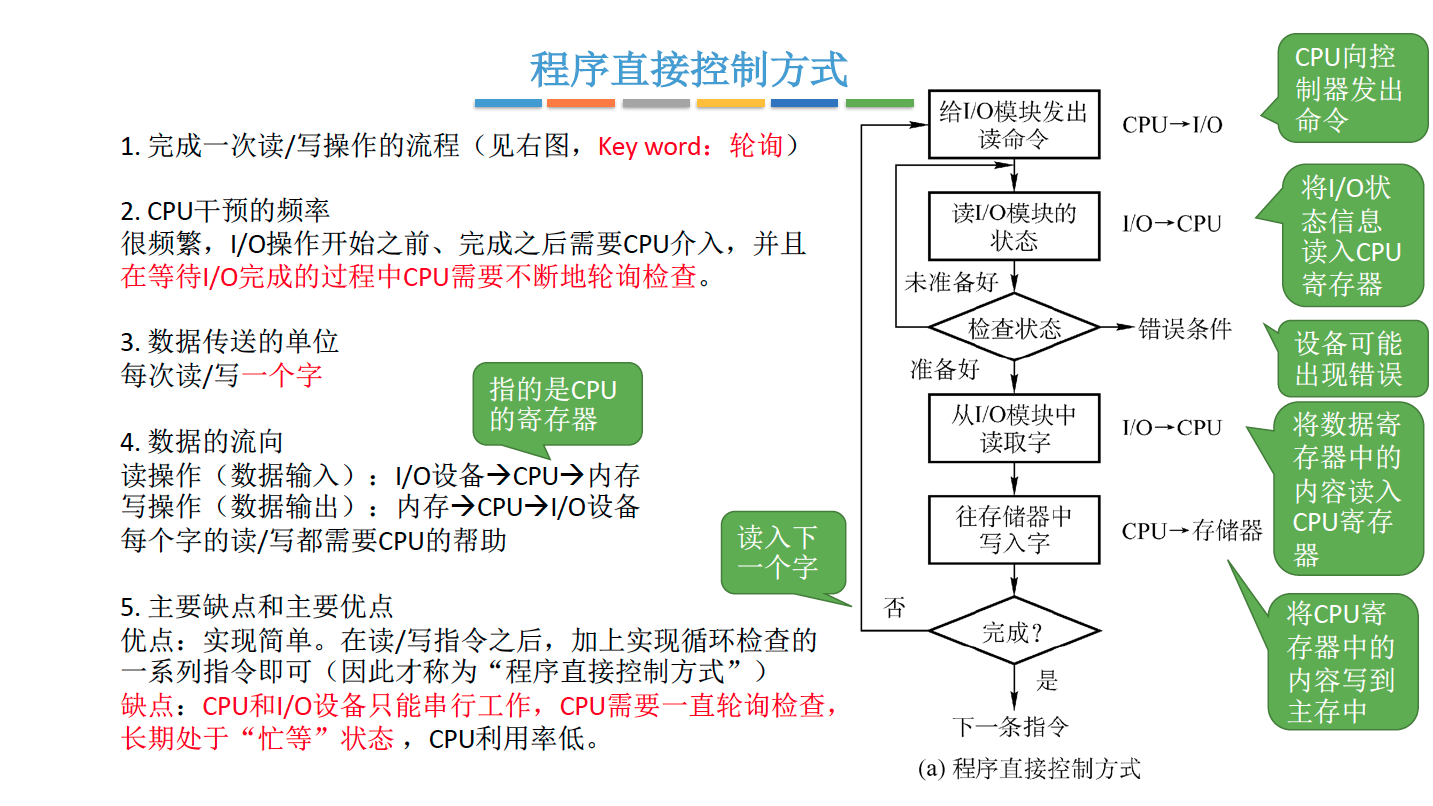 程序直接控制方式
1. 完成一次读/写操作的流程（见右图，Key word：轮询）
2. CPU干预的频率
很频繁，I/O操作开始之前、完成之后需要CPU介入，并且
在等待I/O完成的过程中CPU需要不断地轮询检查。
3. 数据传送的单位
每次读/写一个字
指的是CPU
的寄存器
4. 数据的流向
读操作（数据输入）：I/O设备→CPU→内存
写操作（数据输出）：内存→CPU→I/O设备
每个字的读/写都需要CPU的帮助
读入下
一个字
5. 主要缺点和主要优点
优点：实现简单。在读/写指令之后，加上实现循环检查的
一系列指令即可（因此才称为“程序直接控制方式”）
缺点：CPU和I/O设备只能串行工作，CPU需要一直轮询检查，
长期处于“忙等”状态 ，CPU利用率低。
给I/O模块发出
读命令
CPU→I/O
CPU向控
制器发出
命令
读I/O模块的
状态
I/O→CPU
将I/O状
态信息
读入CPU
寄存器
未准备好
检查状态
错误条件
设备可能
出现错误
准备好
从I/O模块中
读取字
I/O→CPU
将数据寄
存器中的
内容读入
CPU寄存
器
往存储器中
写入字
CPU→存储器
将CPU寄
存器中的
内容写到
主存中
否
完成?
是
下一条指令
(a) 程序直接控制方式